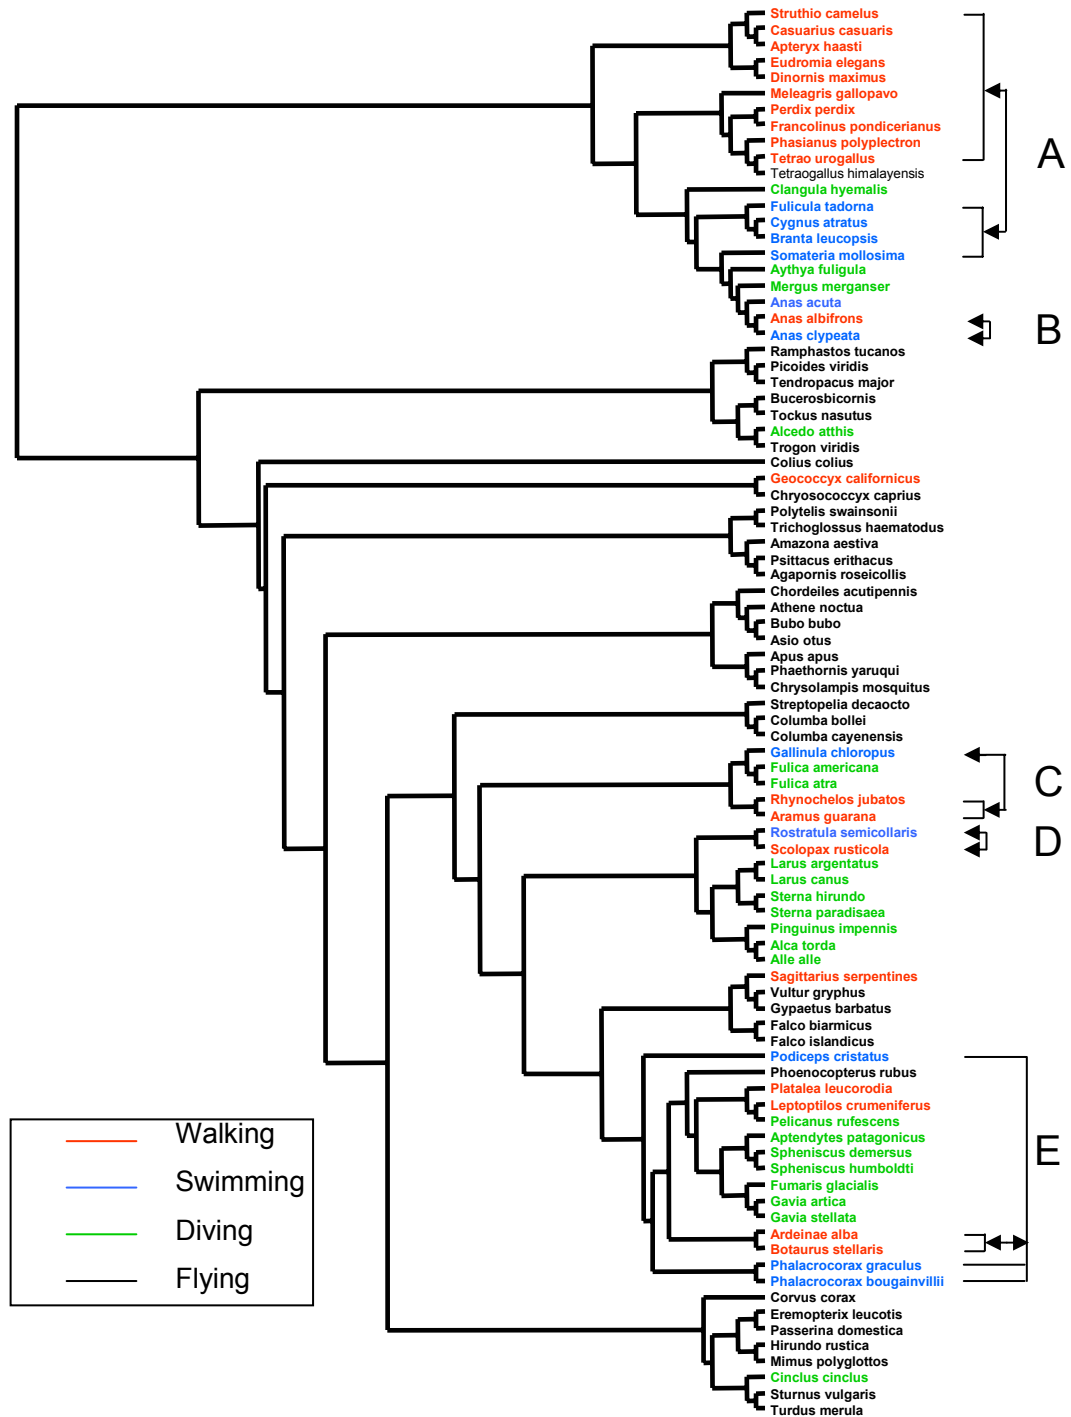 Struthio camelus
Casuarius casuaris
Apteryx haasti
Eudromia elegans
Dinornis maximus
Meleagris gallopavo
Perdix perdix
Francolinus pondicerianus
Phasianus polyplectron
Tetrao urogallus
Tetraogallus himalayensis
A
Clangula hyemalis
Fulicula tadorna
Cygnus atratus
Branta leucopsis
Somateria mollosima
Aythya fuligula
Mergus merganser
Anas acuta
Anas albifrons
Anas clypeata
B
Ramphastos tucanos
Picoides viridis
Tendropacus major
Bucerosbicornis
Tockus nasutus
Alcedo atthis
Trogon viridis
Colius colius
Geococcyx californicus
Chryosococcyx caprius
Polytelis swainsonii
Trichoglossus haematodus
Amazona aestiva
Psittacus erithacus
Agapornis roseicollis
Chordeiles acutipennis
Athene noctua
Bubo bubo
Asio otus
Apus apus
Phaethornis yaruqui
Chrysolampis mosquitus
Streptopelia decaocto
Columba bollei
Columba cayenensis
Gallinula chloropus
Fulica americana
Fulica atra
Rhynochelos jubatos
Aramus guarana
C
Rostratula semicollaris
Scolopax rusticola
D
Larus argentatus
Larus canus
Sterna hirundo
Sterna paradisaea
Pinguinus impennis
Alca torda
Alle alle
Sagittarius serpentines
Vultur gryphus
Gypaetus barbatus
Falco biarmicus
Falco islandicus
Podiceps cristatus
Phoenocopterus rubus
Platalea leucorodia
Leptoptilos crumeniferus
Pelicanus rufescens
Aptendytes patagonicus
Spheniscus demersus
Spheniscus humboldti
E
Fumaris glacialis
Gavia artica
Gavia stellata
Ardeinae alba
Botaurus stellaris
Phalacrocorax graculus
Phalacrocorax bougainvillii
Corvus corax
Eremopterix leucotis
Passerina domestica
Hirundo rustica
Mimus polyglottos
Cinclus cinclus
Sturnus vulgaris
Turdus merula
Walking
Swimming
Diving
Flying